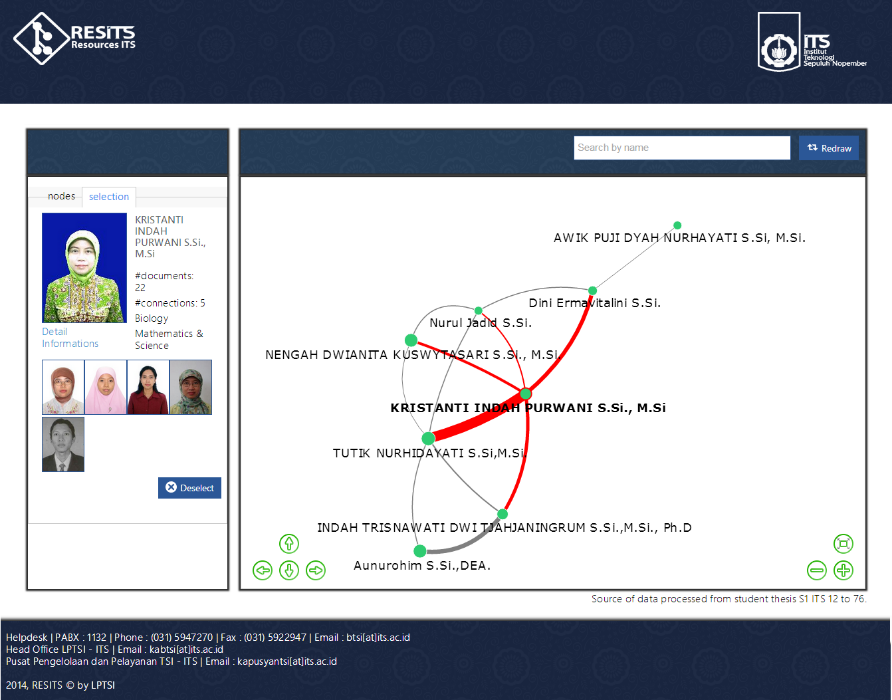 RESITS
Resources ITS
ITS
Institut
Teknologi
Sepuluh Nopember
Search by name
Redraw
nodes
selection
KRISTANTI
INDAH
PURWANI S.Si.,
M.Si
#documents:
22
#connections: 5
Biology
Mathematics &
Science
Detail
Informations
Deselect
AWIK PUJI DYAH NURHAYATI S.Si, M.Si.
Dini Ermavitalini S.Si.
Nurul Jadid S.Si.
NENGAH DWIANITA KUSWYTASARI S.Si., M.Si.
KRISTANTI INDAH PURWANI S.Si., M.Si
TUTIK NURHIDAYATI S.Si,M.Si.
INDAH TRISNAWATI DWI TJAHJANINGRUM S.Si.,M.Si., Ph.D
Aunurohim S.Si.,DEA.
Source of data processed from student thesis S1 ITS 12 to 76.
Helpdesk | PABX : 1132 | Phone : (031) 5947270 | Fax : (031) 5922947 | Email : btsi[at]its.ac.id
Head Office LPTSI - ITS | Email : kabtsi[at]its.ac.id
Pusat Pengelolaan dan Pelayanan TSI - ITS | Email : kapusyantsi[at]its.ac.id
2014, RESITS © by LPTSI